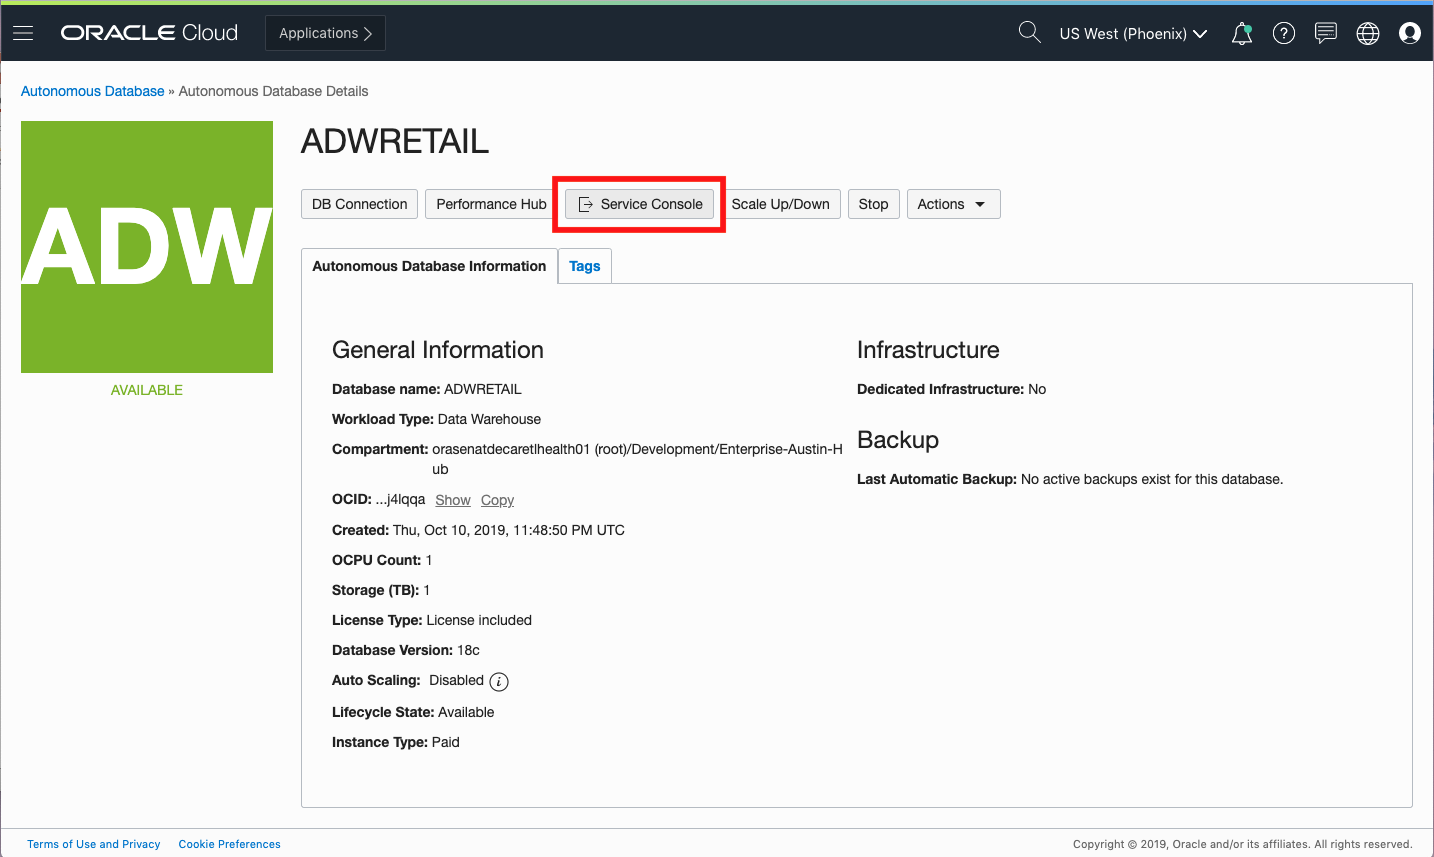 ORACLE Cloud
Applications
US West (Phoenix)
Autonomous Database » Autonomous Database Details
ADW
AVAILABLE
ADWRETAIL
DB Connection
Performance Hub
Service Console
Scale Up/Down
Stop
Actions
Autonomous Database Information
Tags
General Information
Database name: ADWRETAIL
Workload Type: Data Warehouse
Compartment: orasenatdecaretlhealth01 (root)/Development/Enterprise-Austin-H
ub
OCID: ...j4lqqa Show Copy
Created: Thu, Oct 10, 2019, 11:48:50 PM UTC
OCPU Count: 1
Storage (TB): 1
License Type: License included
Database Version: 18c
Auto Scaling: Disabled i
Lifecycle State: Available
Instance Type: Paid
Infrastructure
Dedicated Infrastructure: No
Backup
Last Automatic Backup: No active backups exist for this database.
Terms of Use and Privacy
Cookie Preferences
Copyright © 2019, Oracle and/or its affiliates. All rights reserved.